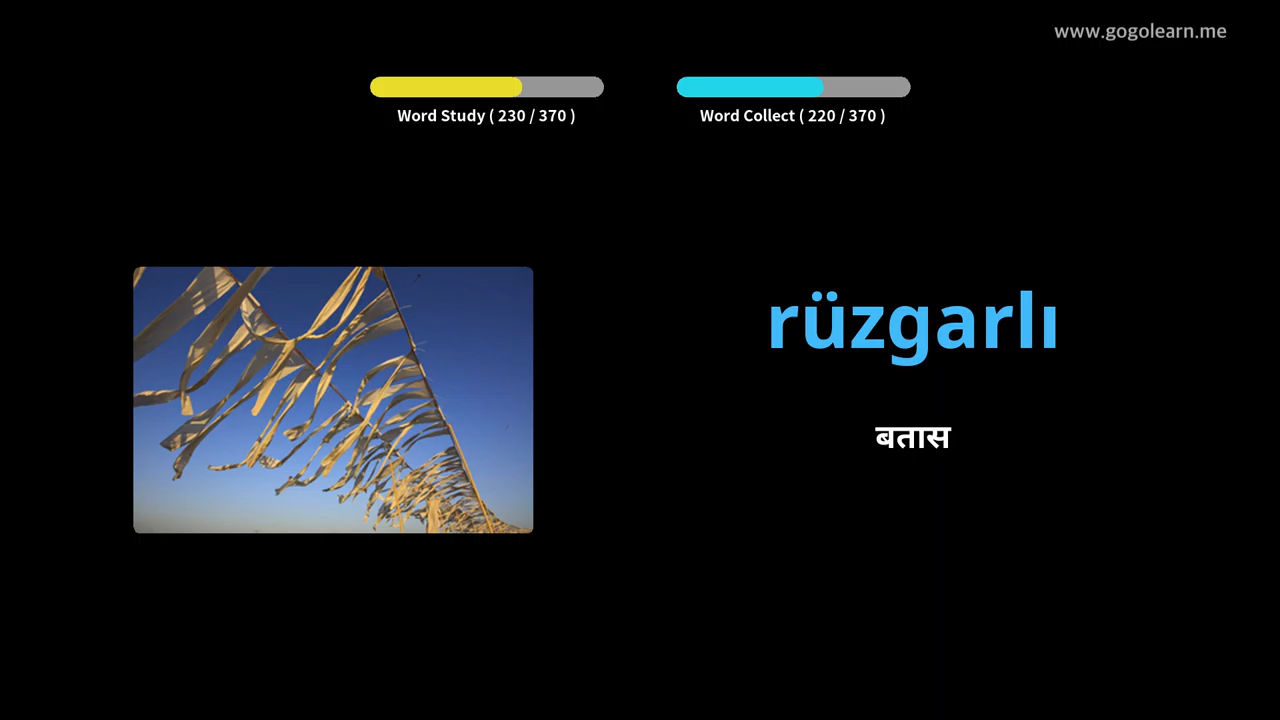 www.gogolearn.me
Word Study ( 230 / 370 )
Word Collect ( 220 / 370 )
rüzgarlı
बतास